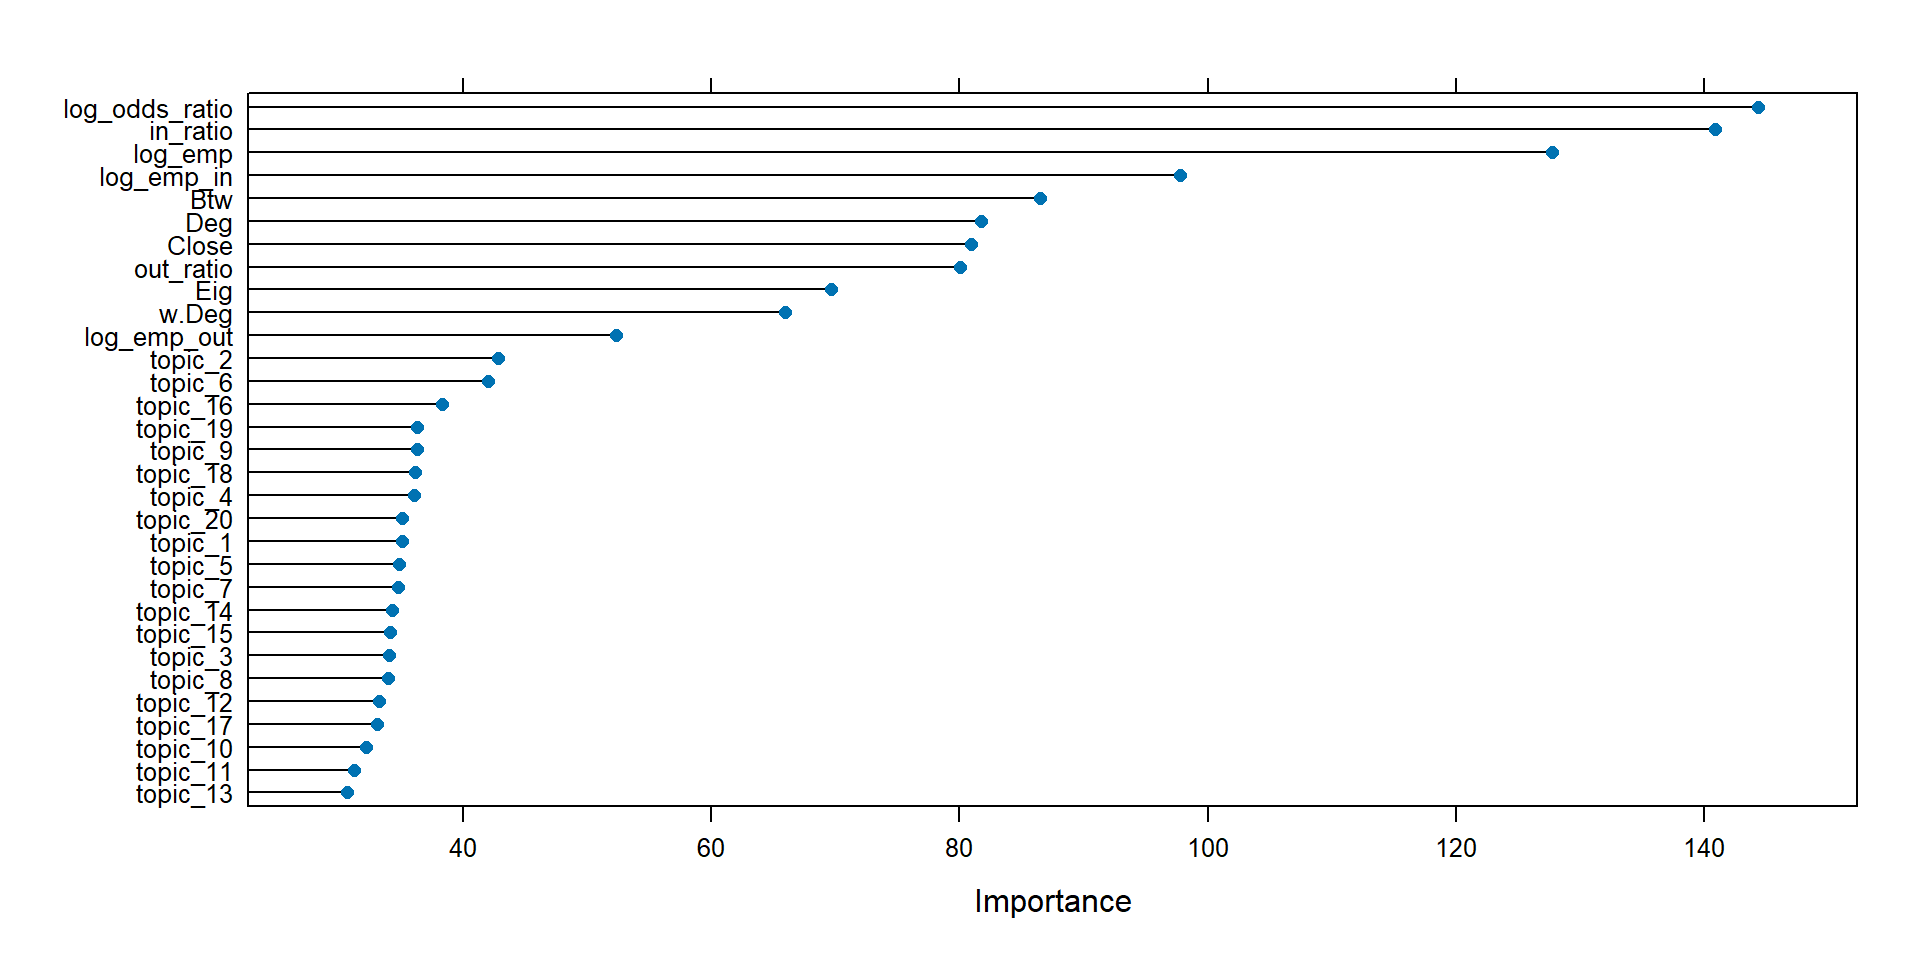 log_odds_ratio
in_ratio
log_emp
log_emp_in
Btw
Deg
Close
out_ratio
Eig
w.Deg
log_emp_out
topic_2
topic_6
topic_16
topic_19
topic_9
topic_18
topic_4
topic_20
topic_1
topic_5
topic_7
topic_14
topic_15
topic_3
topic_8
topic_12
topic_17
topic_10
topic_11
topic_13
40 60 80 100 120 140
Importance